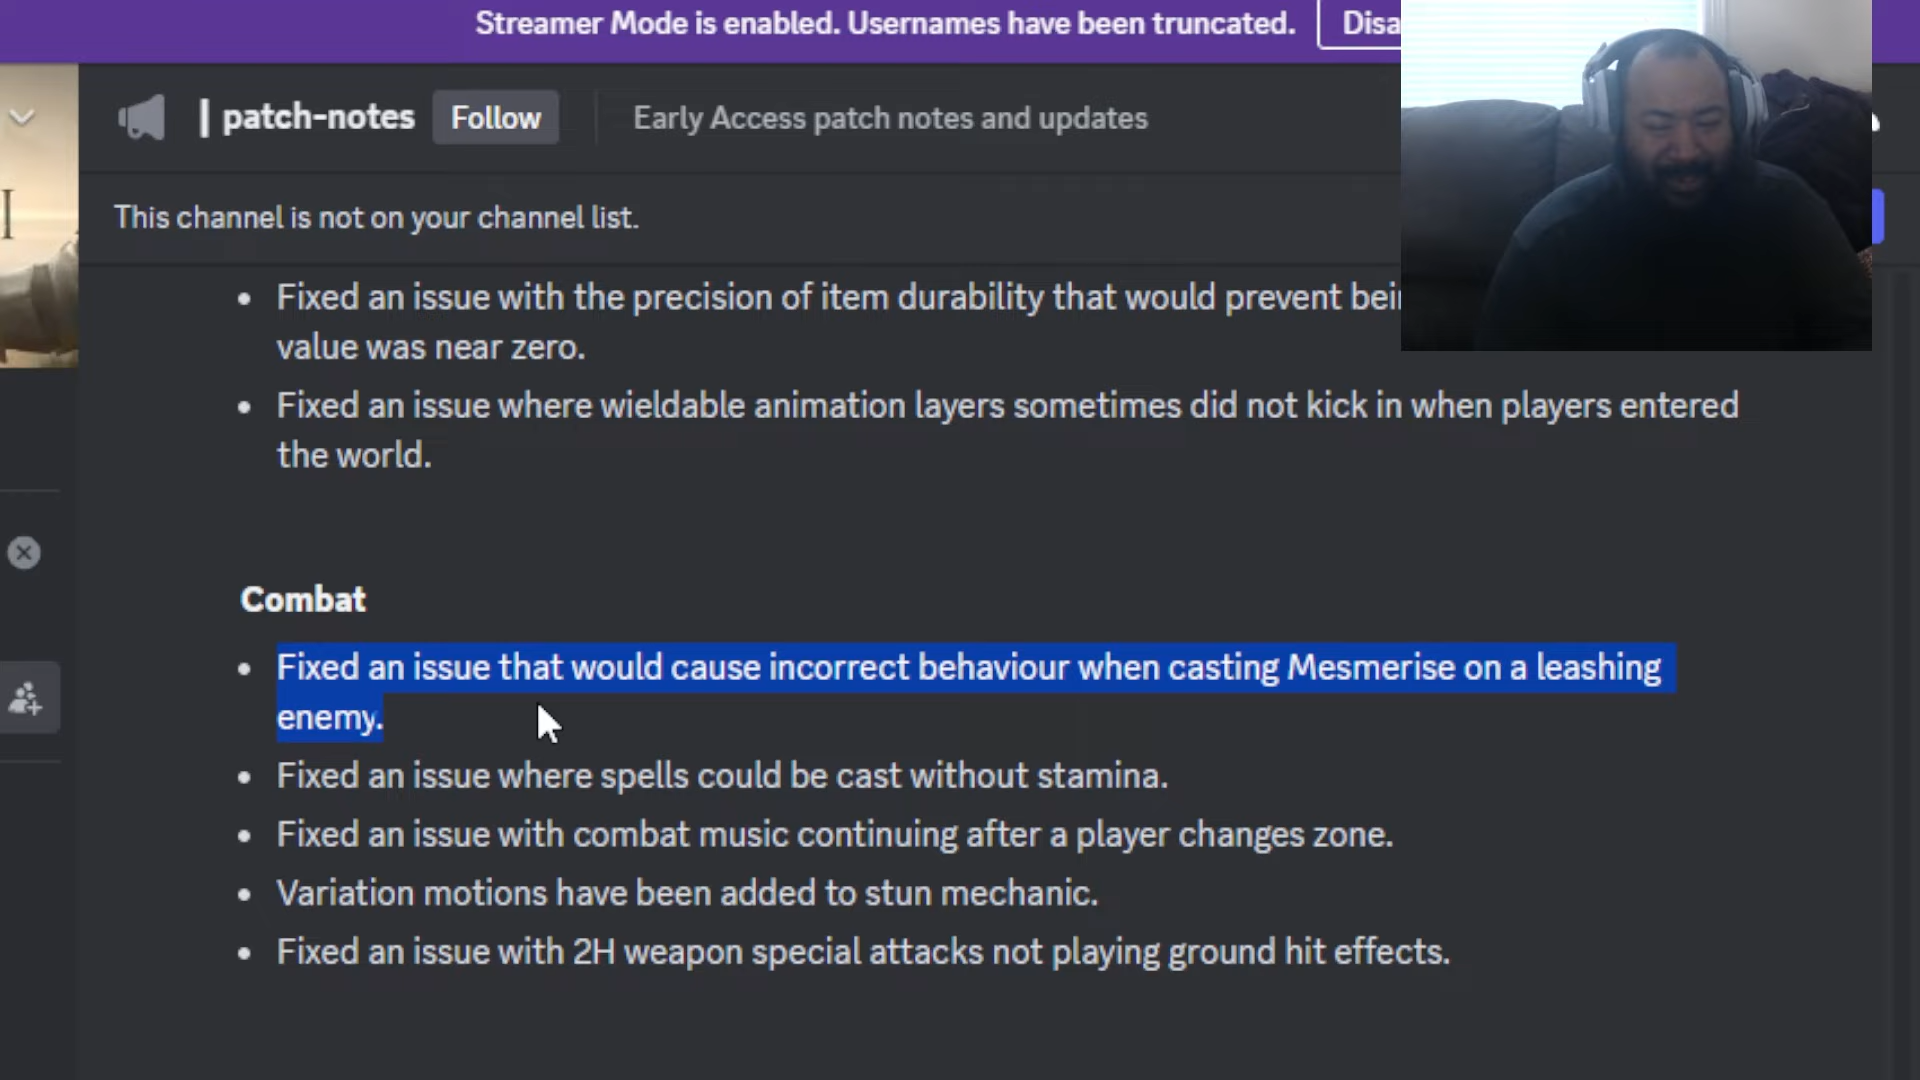 Streamer Mode is enabled. Usernames have been truncated.
| patch-notes
Follow
Early Access patch notes and updates
This channel is not on your channel list.
• Fixed an issue with the precision of item durability that would prevent
value was near zero.
• Fixed an issue where wieldable animation layers sometimes did not kick in when players entered
the world.
Combat
• Fixed an issue that would cause incorrect behaviour when casting Mesmerise on a leashing
enemy.
• Fixed an issue where spells could be cast without stamina.
• Fixed an issue with combat music continuing after a player changes zone.
• Variation motions have been added to stun mechanic.
• Fixed an issue with 2H weapon special attacks not playing ground hit effects.